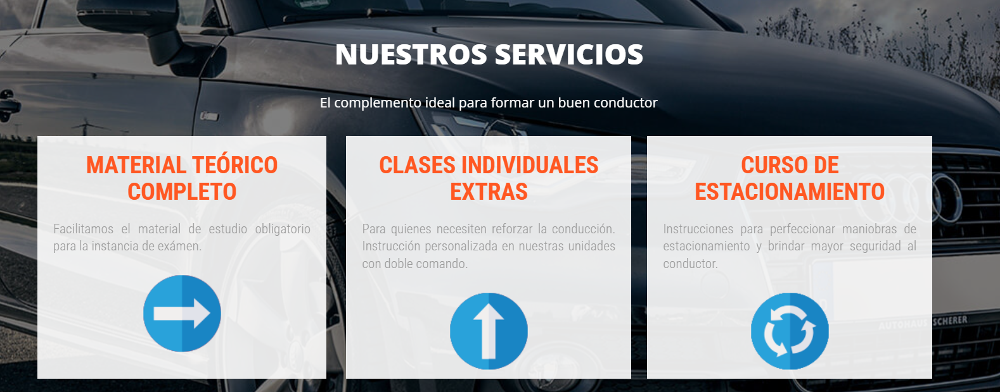 NUESTROS SERVICIOS
El complemento ideal para formar un buen conductor
MATERIAL TEÓRICO
COMPLETO
Facilitamos el material de estudio obligatorio
para la instancia de exámen.
CLASES INDIVIDUALES
EXTRAS
Para quienes necesiten reforzar la conducción.
Instrucción personalizada en nuestras unidades
con doble comando.
CURSO DE
ESTACIONAMIENTO
Instrucciones para perfeccionar maniobras de
estacionamiento y brindar mayor seguridad al
conductor.
AUTOHAUS SCHERER